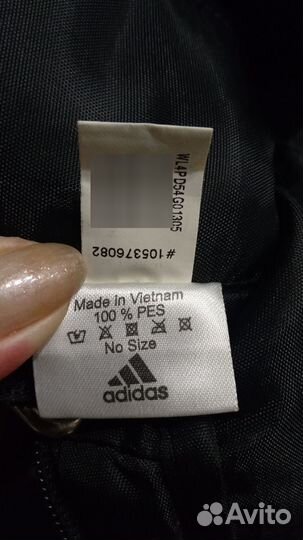 WL4PD54G01305
#105376082
Made in Vietnam
100 % PES
No Size
adidas
Avito